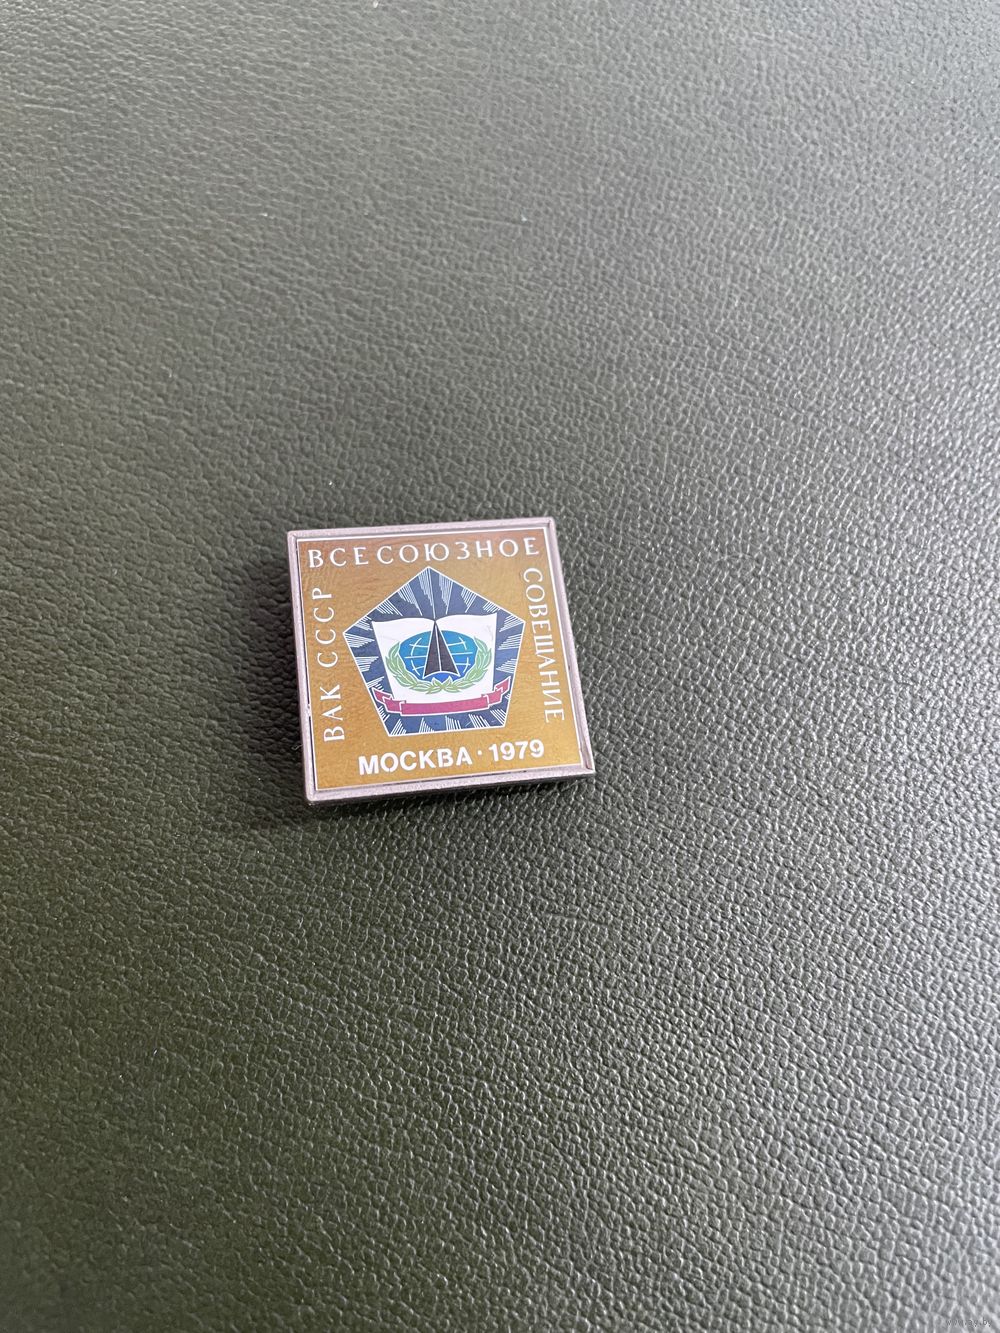 ВАК СССР
ВСЕСОЮЗНОЕ
СОВЕЩАНИЕ
МОСКВА · 1979